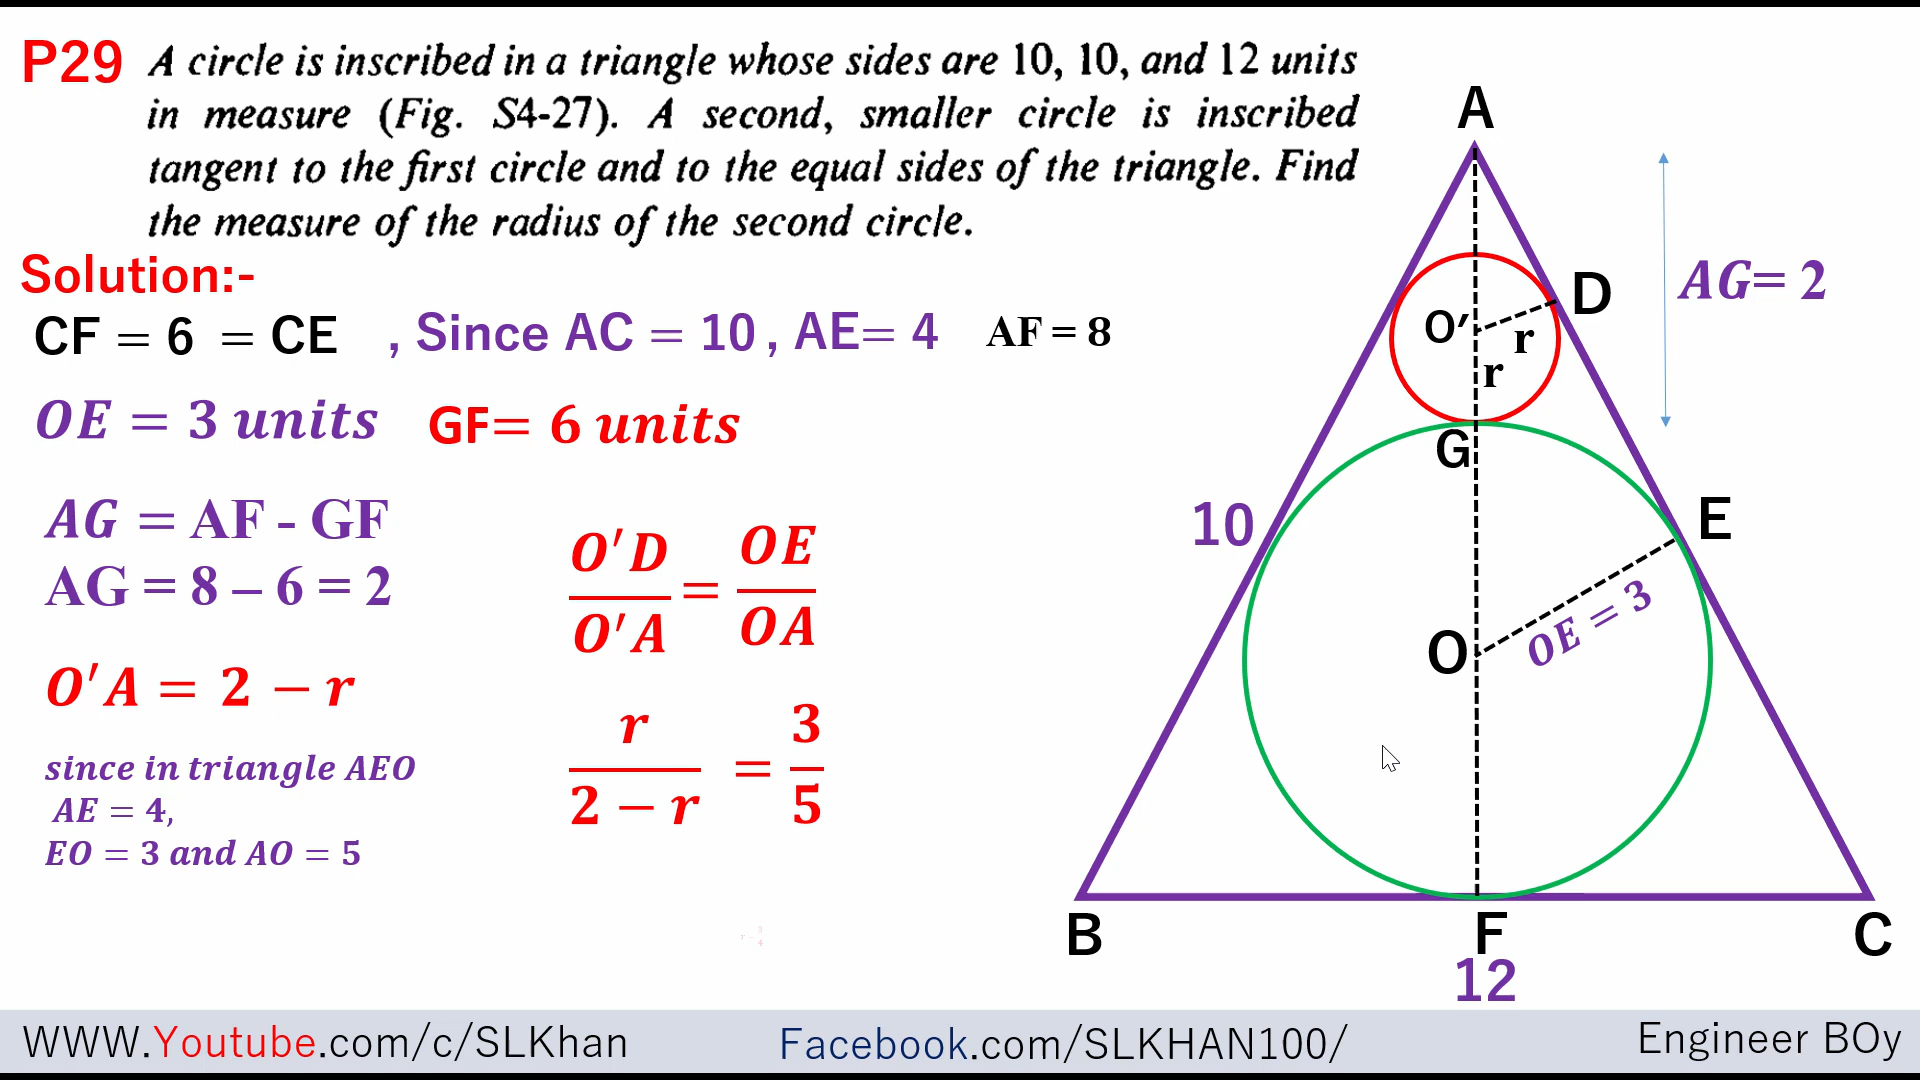 P29 A circle is inscribed in a triangle whose sides are 10, 10, and 12 units
in measure (Fig. S4-27). A second, smaller circle is inscribed
tangent to the first circle and to the equal sides of the triangle. Find
the measure of the radius of the second circle.
Solution:-
CF = 6 = CE , Since AC = 10 , AE= 4 AF = 8
OE = 3 units GF= 6 units
AG = AF - GF
AG = 8 – 6 = 2
O'A = 2 − r
since in triangle AEO
AE = 4,
EO = 3 and AO = 5
O'D / O'A = OE / OA
r / 2 − r = 3 / 5
A
D
O′
r
r
AG= 2
G
10
E
O
OE = 3
B
F
C
12
WWW.Youtube.com/c/SLKhan Facebook.com/SLKHAN100/ Engineer BOy